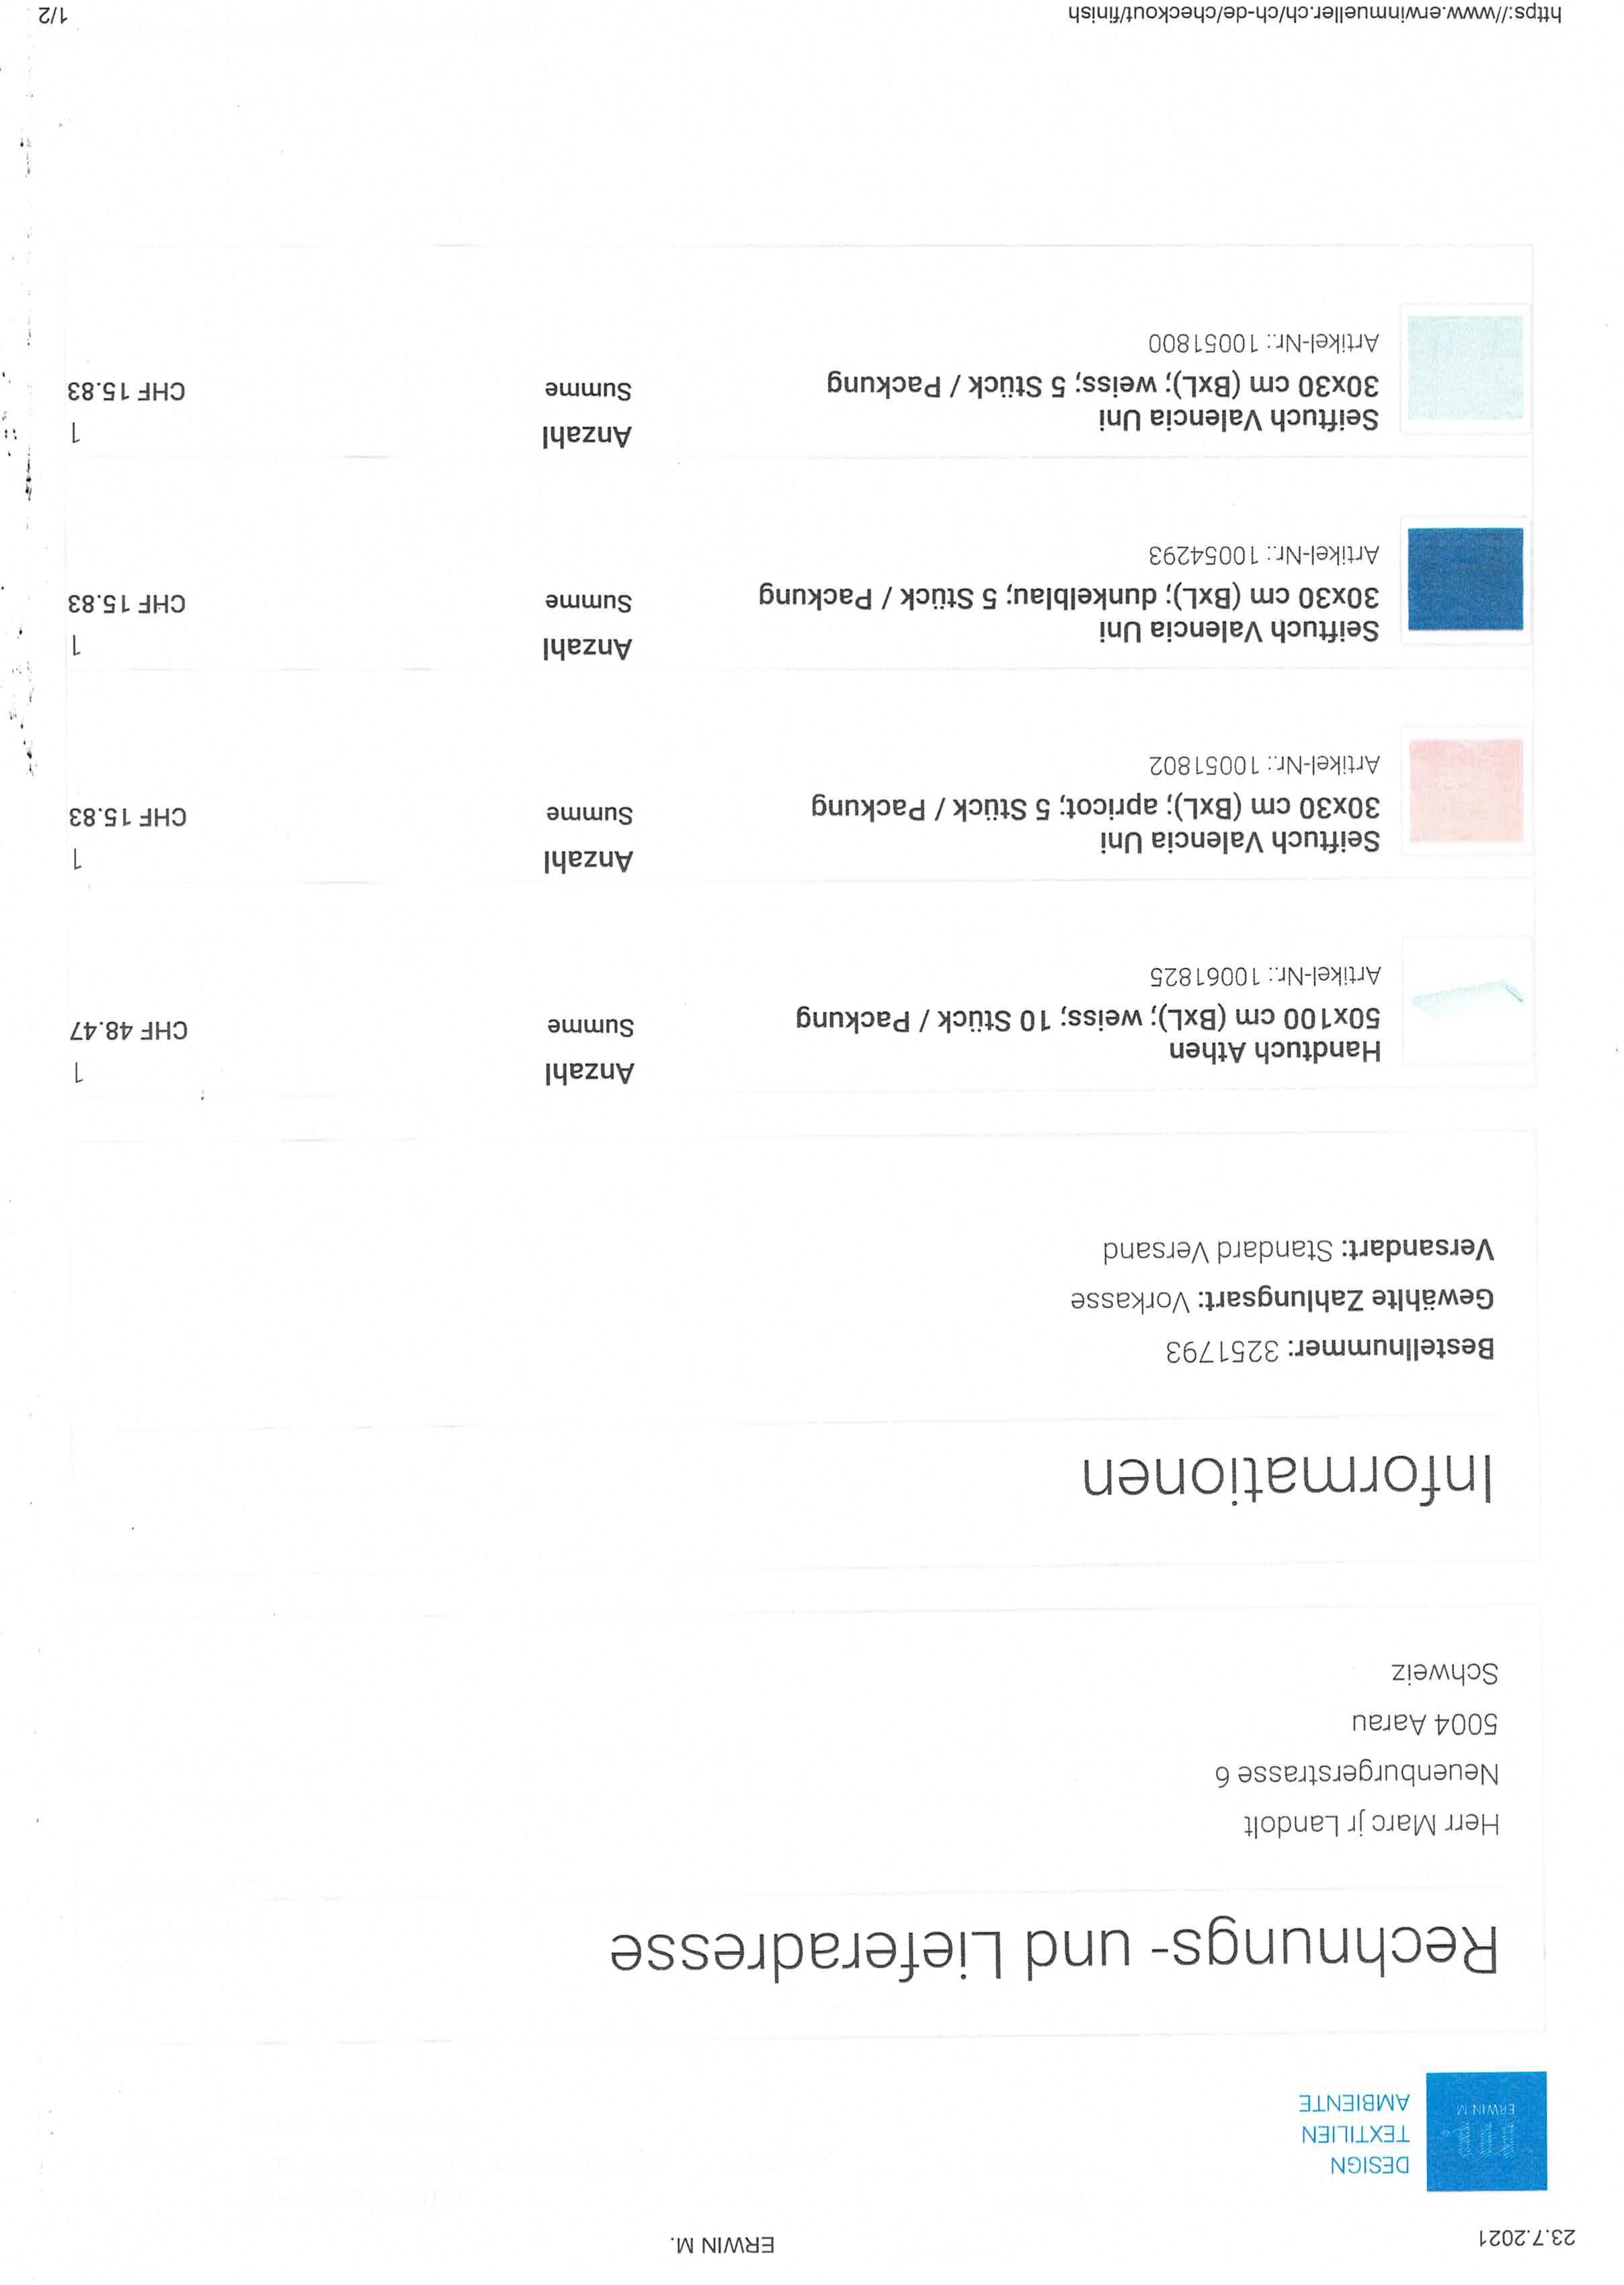 23.7.2021
ERWIN M.
ERWIN M
DESIGN
TEXTILIEN
AMBIENTE
Rechnungs- und Lieferadresse
Herr Marc jr Landolt
Neuenburgerstrasse 6
5004 Aarau
Schweiz
Informationen
Bestellnummer: 3251793
Gewählte Zahlungsart: Vorkasse
Versandart: Standard Versand
Handtuch Athen
50x100 cm (BxL); weiss; 10 Stück / Packung
Artikel-Nr.: 10061825
Anzahl 1
Summe CHF 48.47
Seiftuch Valencia Uni
30x30 cm (BxL); apricot; 5 Stück / Packung
Artikel-Nr.: 10051802
Anzahl 1
Summe CHF 15.83
Seiftuch Valencia Uni
30x30 cm (BxL); dunkelblau; 5 Stück / Packung
Artikel-Nr.: 10054293
Anzahl 1
Summe CHF 15.83
Seiftuch Valencia Uni
30x30 cm (BxL); weiss; 5 Stück / Packung
Artikel-Nr.: 10051800
Anzahl 1
Summe CHF 15.83
https://www.erwinmueller.ch/ch-de/checkout/finish
1/2